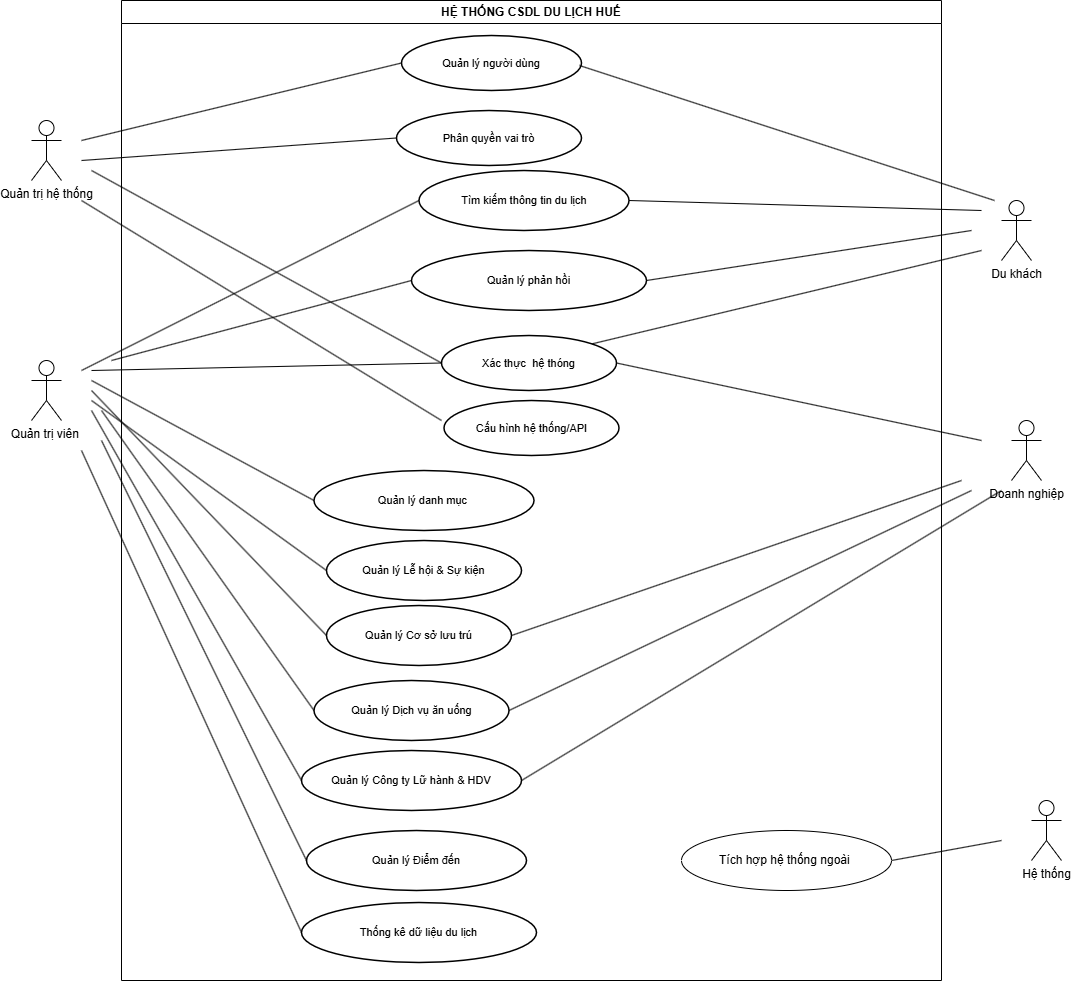 HỆ THỐNG CSDL DU LỊCH HUẾ
Quản lý người dùng
Phân quyền vai trò
Quản trị hệ thống
Tìm kiếm thông tin du lịch
Du khách
Quản lý phản hồi
Xác thực hệ thóng
Quản trị viên
Cấu hình hệ thống/API
Doanh nghiệp
Quản lý danh mục
Quản lý Lễ hội & Sự kiện
Quản lý Cơ sở lưu trú
Quản lý Dịch vụ ăn uống
Quản lý Công ty Lữ hành & HDV
Quản lý Điểm đến
Tích hợp hệ thống ngoài
Hệ thống
Thống kê dữ liệu du lịch